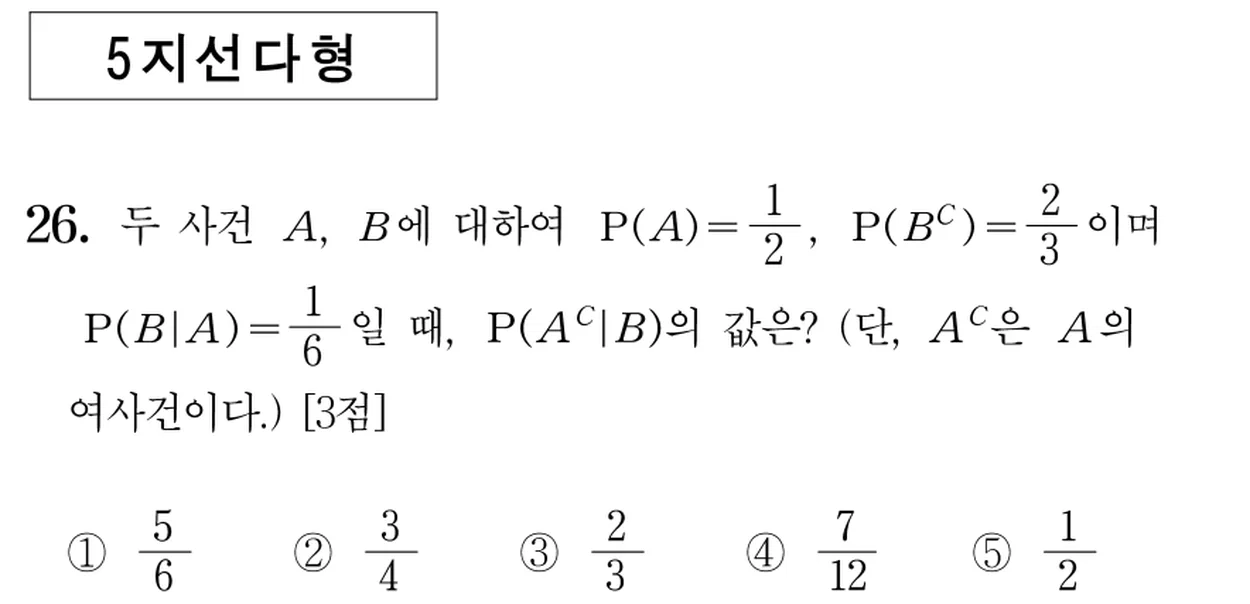 5지선다형
26. 두 사건 A, B에 대하여 P(A)=1/2, P(B^C)=2/3이며
P(B|A)=1/6일 때, P(A^C|B)의 값은? (단, A^C은 A의
여사건이다.) [3점]
① 5/6 ② 3/4 ③ 2/3 ④ 7/12 ⑤ 1/2